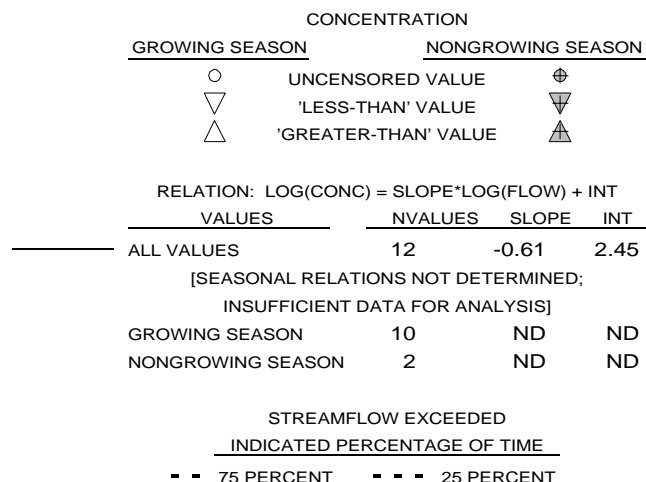 CONCENTRATION
GROWING SEASON NONGROWING SEASON
UNCENSORED VALUE
'LESS-THAN' VALUE
'GREATER-THAN' VALUE
RELATION: LOG(CONC) = SLOPE*LOG(FLOW) + INT
VALUES NVALUES SLOPE INT
ALL VALUES 12 -0.61 2.45
[SEASONAL RELATIONS NOT DETERMINED;
INSUFFICIENT DATA FOR ANALYSIS]
GROWING SEASON 10 ND ND
NONGROWING SEASON 2 ND ND
STREAMFLOW EXCEEDED
INDICATED PERCENTAGE OF TIME
75 PERCENT 25 PERCENT